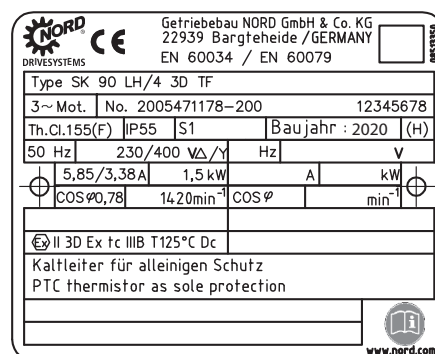 NORD
DRIVESYSTEMS
CE
Getriebebau NORD GmbH & Co. KG
22939 Bargteheide /GERMANY
EN 60034 / EN 60079
Type SK 90 LH/4 3D TF
3~ Mot. No. 2005471178-200 12345678
Th.Cl.155(F) IP55 S1 Baujahr : 2020 (H)
50 Hz 230/400 V△/Y Hz V
5,85/3,38A 1,5 kW A kW
COSφ0,78 1420min⁻¹ COSφ min⁻¹
Ex II 3D Ex tc IIIB T125°C Dc
Kaltleiter für alleinigen Schutz
PTC thermistor as sole protection
www.nord.com